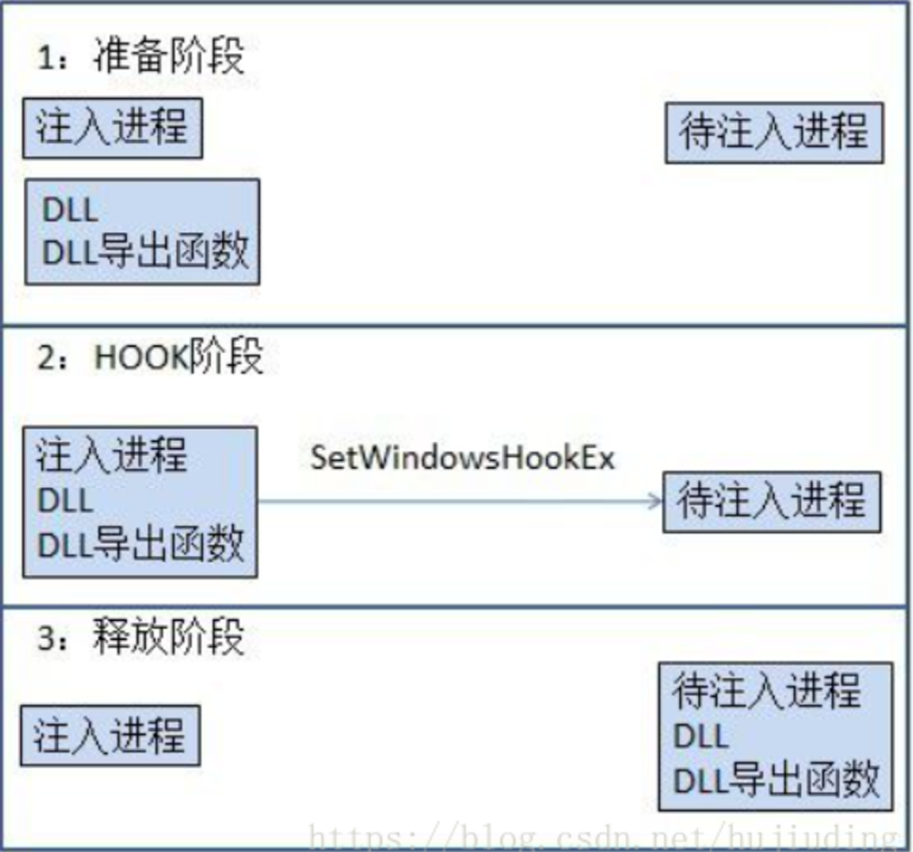 1：准备阶段
注入进程
待注入进程
DLL
DLL导出函数
2：HOOK阶段
注入进程
DLL
DLL导出函数
SetWindowsHookEx
待注入进程
3：释放阶段
注入进程
待注入进程
DLL
DLL导出函数
https://blog.csdn.net/hujiuding